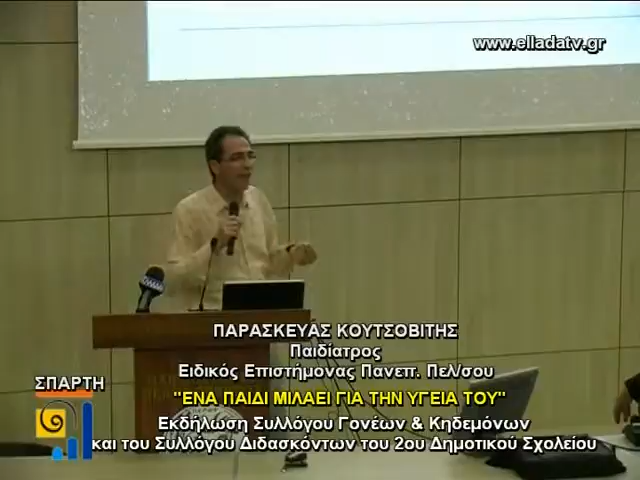 www.elladatv.gr
ΠΑΡΑΣΚΕΥΑΣ ΚΟΥΤΣΟΒΙΤΗΣ
Παιδίατρος
Ειδικός Επιστήμονας Πανεπ. Πελ/σου
ΣΠΑΡΤΗ
"ΕΝΑ ΠΑΙΔΙ ΜΙΛΑΕΙ ΓΙΑ ΤΗΝ ΥΓΕΙΑ ΤΟΥ"
Εκδήλωση Συλλόγου Γονέων & Κηδεμόνων
και του Συλλόγου Διδασκόντων του 2ου Δημοτικού Σχολείου